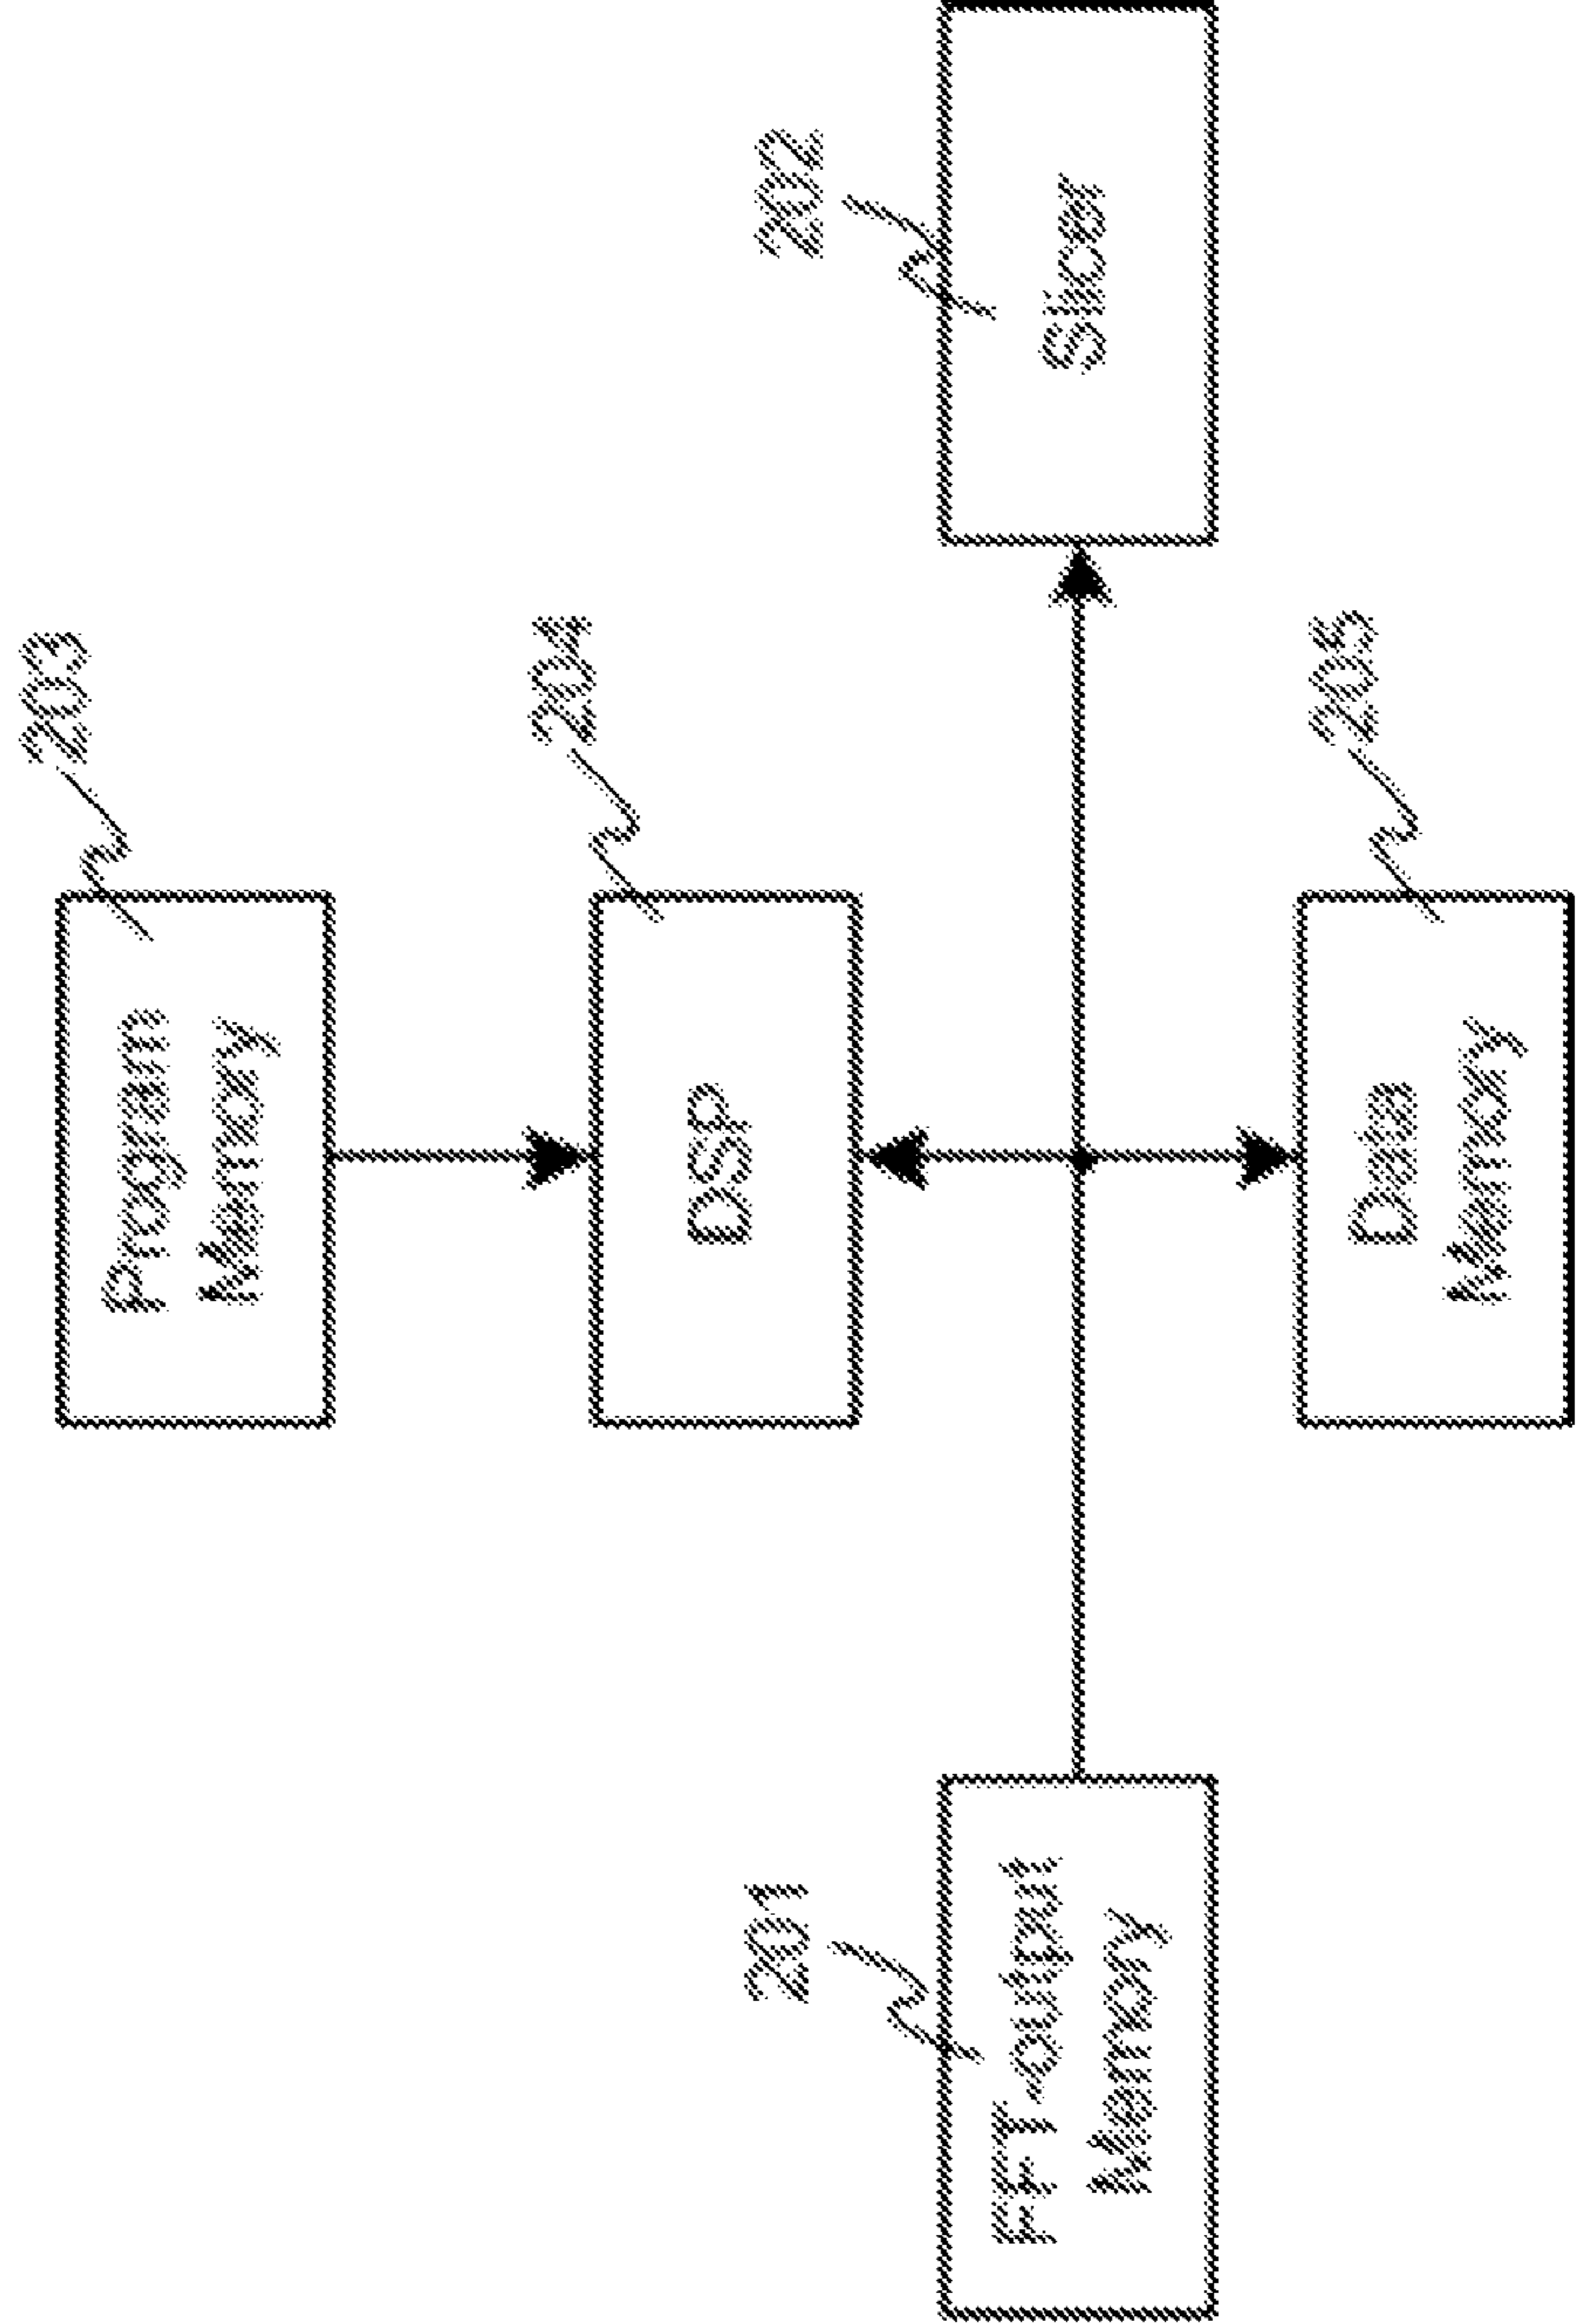 203
Program
Memory
204
DSP
201
FFT-output
Memory
202
Slicer
205
Data
Memory